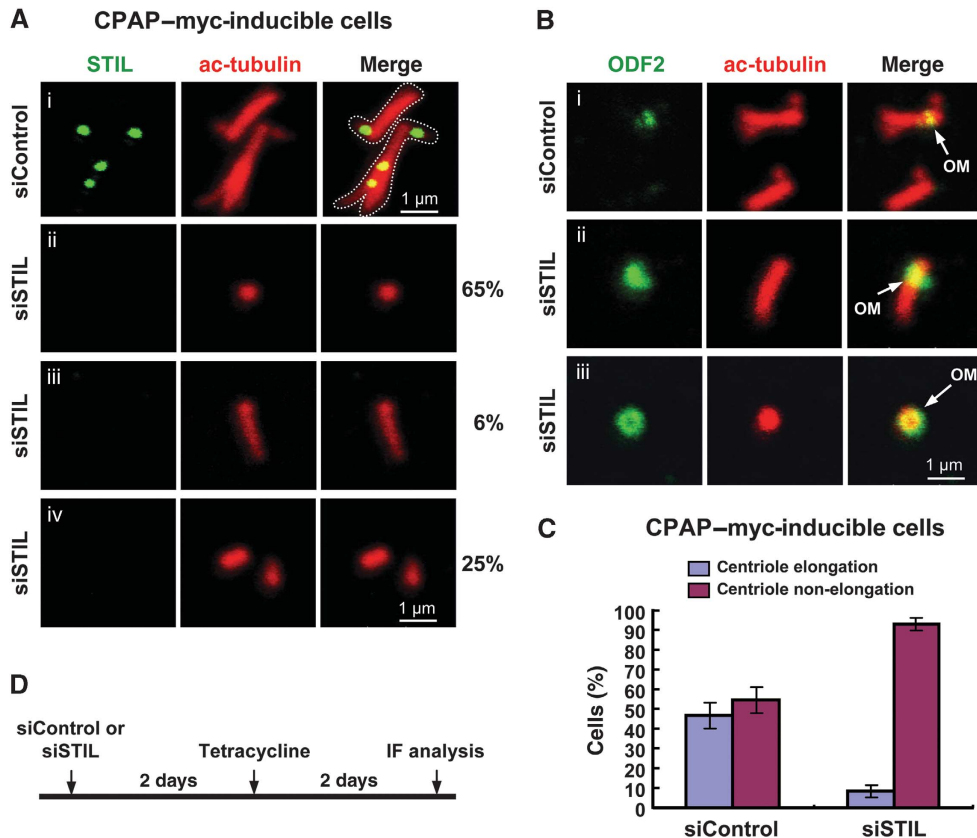 A
CPAP–myc-inducible cells
STIL ac-tubulin Merge
siControl
i
1 µm
siSTIL
ii
65%
siSTIL
iii
6%
siSTIL
iv
25%
1 µm
B
ODF2 ac-tubulin Merge
siControl
i
OM
siSTIL
ii
OM
siSTIL
iii
OM
1 µm
C
CPAP–myc-inducible cells
Centriole elongation
Centriole non-elongation
Cells (%)
100
90
80
70
60
50
40
30
20
10
0
siControl siSTIL
D
siControl or
siSTIL
Tetracycline
IF analysis
2 days 2 days